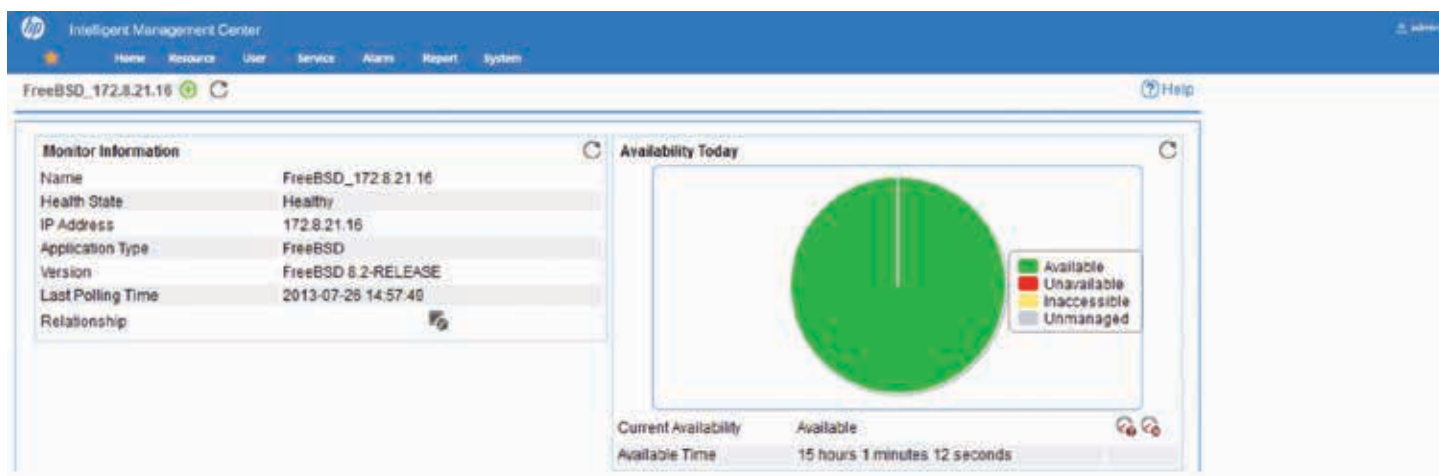 hp Intelligent Management Center
Home Resource User Service Alarm Report System
FreeBSD_172.8.21.16
Help
Monitor Information
Name FreeBSD_172.8.21.16
Health State Healthy
IP Address 172.8.21.16
Application Type FreeBSD
Version FreeBSD 8.2-RELEASE
Last Polling Time 2013-07-26 14:57:49
Relationship
Availability Today
Available
Unavailable
Inaccessible
Unmanaged
Current Availability Available
Available Time 15 hours 1 minutes 12 seconds